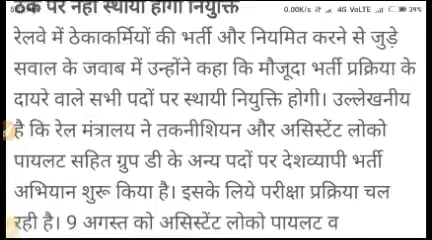 ठेके पर नहीं स्थायी होगी नियुक्ति
0.00K/s 4G VoLTE 39%
रेलवे में ठेकाकर्मियों की भर्ती और नियमित करने से जुड़े
सवाल के जवाब में उन्होंने कहा कि मौजूदा भर्ती प्रक्रिया के
दायरे वाले सभी पदों पर स्थायी नियुक्ति होगी। उल्लेखनीय
है कि रेल मंत्रालय ने तकनीशियन और असिस्टेंट लोको
पायलट सहित ग्रुप डी के अन्य पदों पर देशव्यापी भर्ती
अभियान शुरू किया है। इसके लिये परीक्षा प्रक्रिया चल
रही है। 9 अगस्त को असिस्टेंट लोको पायलट व